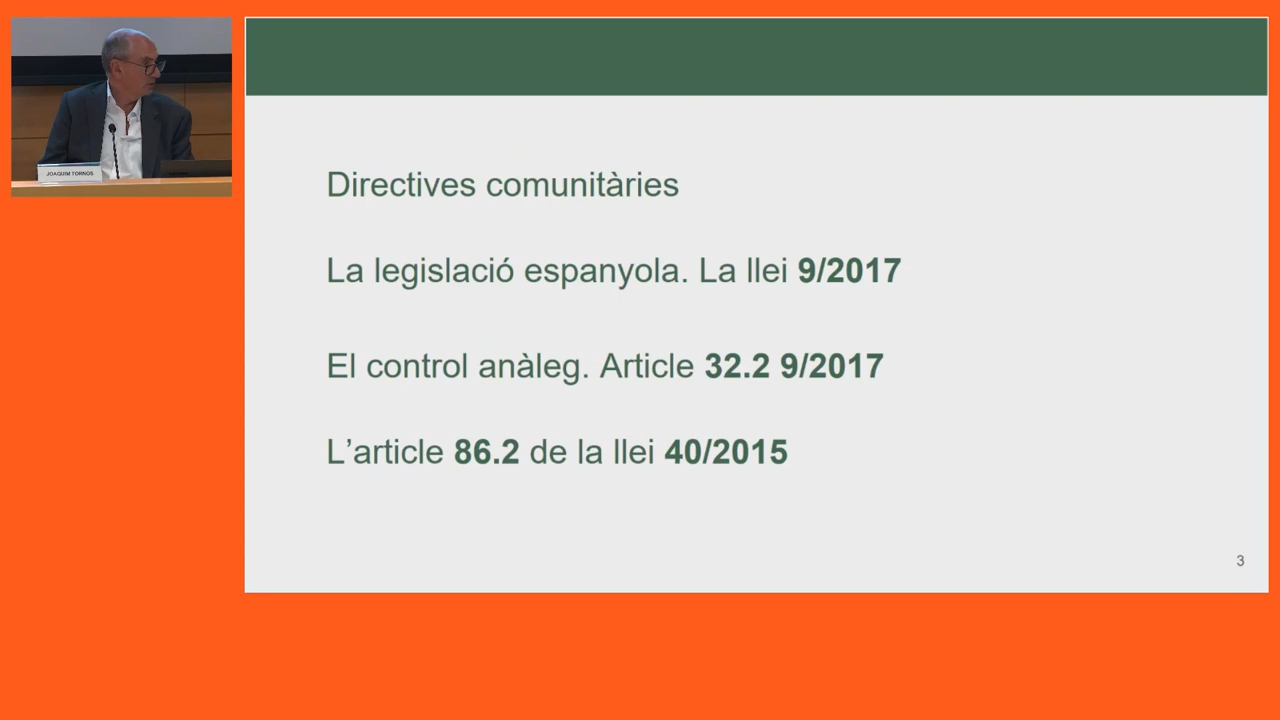 JOAQUIM TORNOS
Directives comunitàries
La legislació espanyola. La llei 9/2017
El control anàleg. Article 32.2 9/2017
L’article 86.2 de la llei 40/2015
3